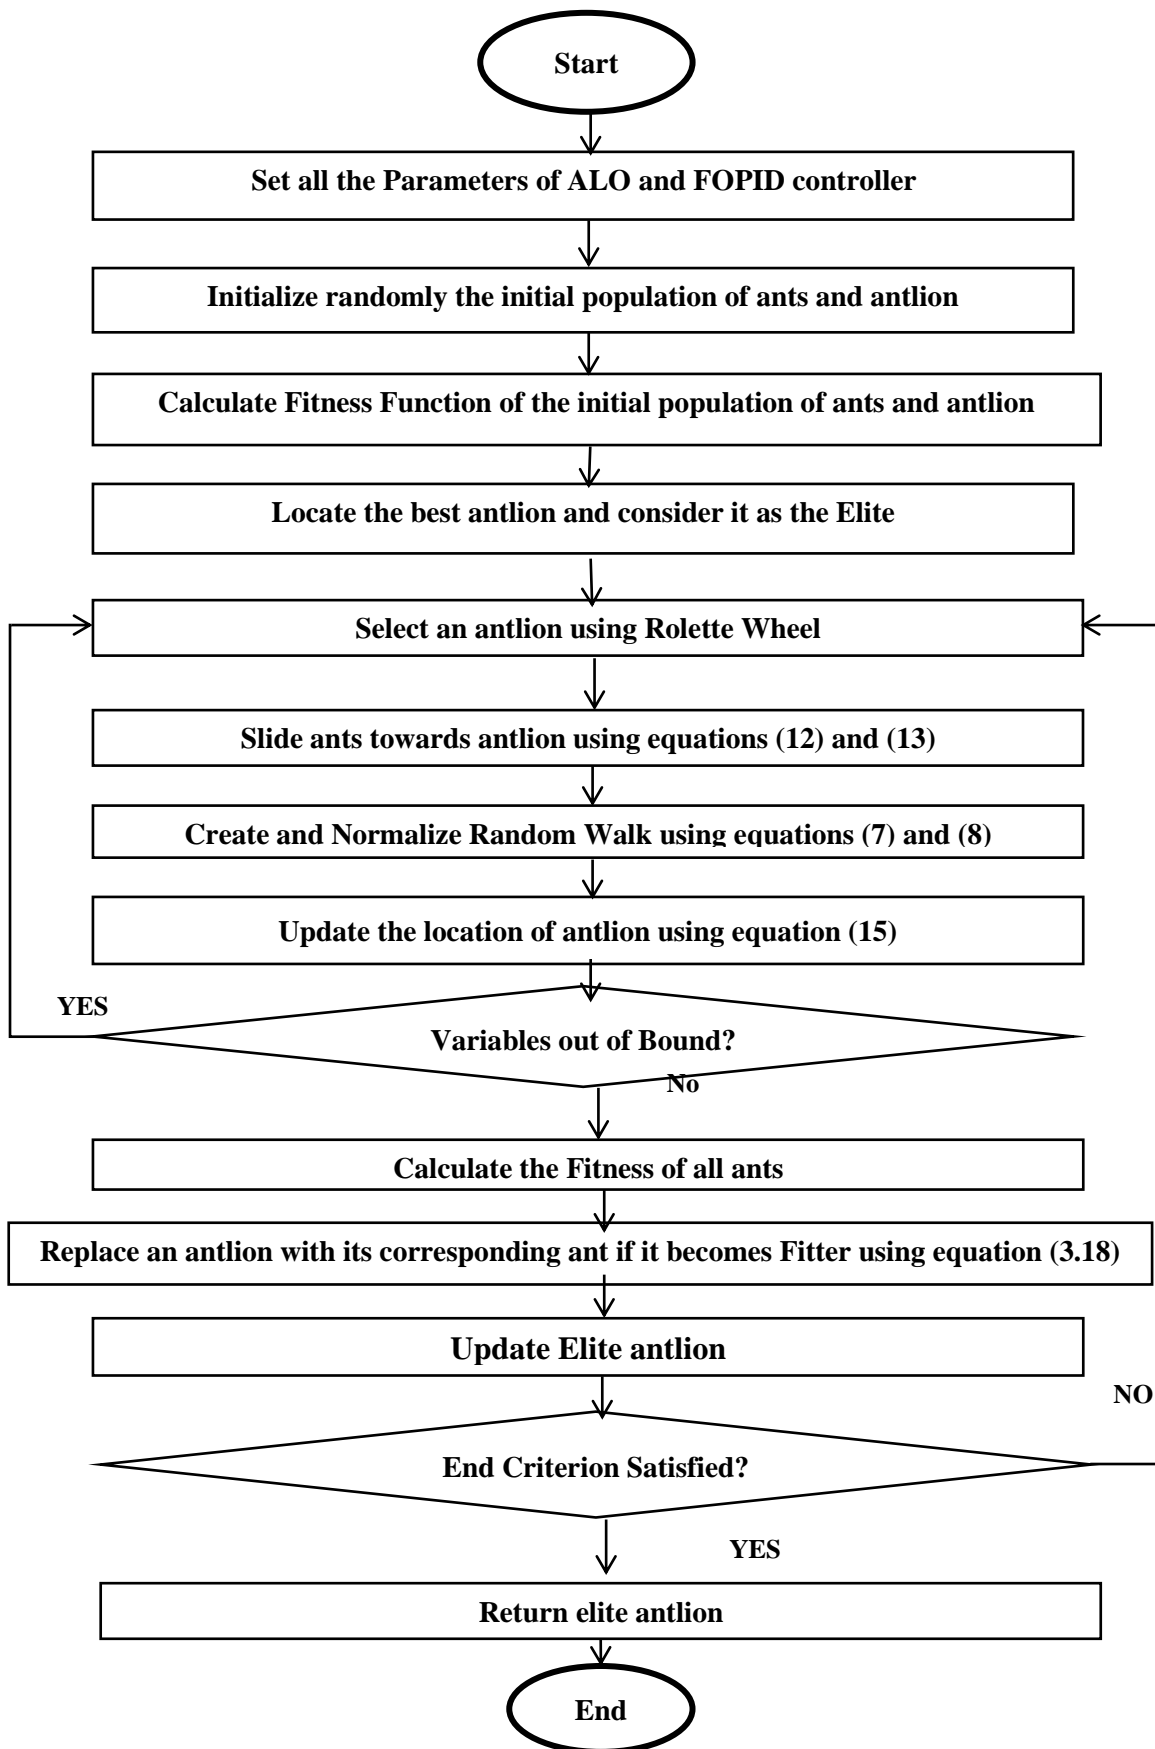 Start
Set all the Parameters of ALO and FOPID controller
Initialize randomly the initial population of ants and antlion
Calculate Fitness Function of the initial population of ants and antlion
Locate the best antlion and consider it as the Elite
Select an antlion using Rolette Wheel
Slide ants towards antlion using equations (12) and (13)
Create and Normalize Random Walk using equations (7) and (8)
Update the location of antlion using equation (15)
YES
Variables out of Bound?
No
Calculate the Fitness of all ants
Replace an antlion with its corresponding ant if it becomes Fitter using equation (3.18)
Update Elite antlion
NO
End Criterion Satisfied?
YES
Return elite antlion
End